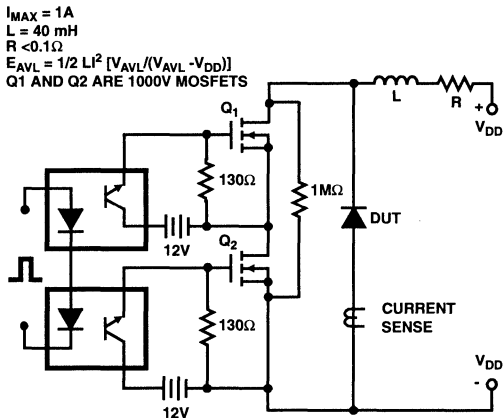 IMAX = 1A
L = 40 mH
R <0.1Ω
EAVL = 1/2 LI² [VAVL/(VAVL -VDD)]
Q1 AND Q2 ARE 1000V MOSFETS
L
R
+
VDD
Q1
130Ω
1MΩ
DUT
12V
Q2
CURRENT
SENSE
130Ω
VDD
-
12V